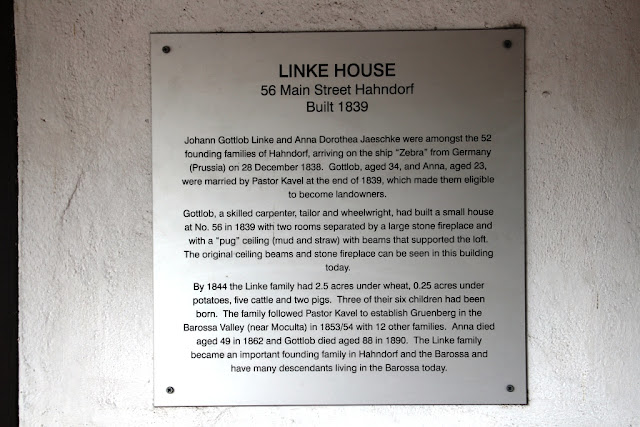 LINKE HOUSE
56 Main Street Hahndorf
Built 1839
Johann Gottlob Linke and Anna Dorothea Jaeschke were amongst the 52
founding families of Hahndorf, arriving on the ship "Zebra" from Germany
(Prussia) on 28 December 1838. Gottlob, aged 34, and Anna, aged 23,
were married by Pastor Kavel at the end of 1839, which made them eligible
to become landowners.
Gottlob, a skilled carpenter, tailor and wheelwright, had built a small house
at No. 56 in 1839 with two rooms separated by a large stone fireplace and
with a "pug" ceiling (mud and straw) with beams that supported the loft.
The original ceiling beams and stone fireplace can be seen in this building
today.
By 1844 the Linke family had 2.5 acres under wheat, 0.25 acres under
potatoes, five cattle and two pigs. Three of their six children had been
born. The family followed Pastor Kavel to establish Gruenberg in the
Barossa Valley (near Moculta) in 1853/54 with 12 other families. Anna died
aged 49 in 1862 and Gottlob died aged 88 in 1890. The Linke family
became an important founding family in Hahndorf and the Barossa and
have many descendants living in the Barossa today.